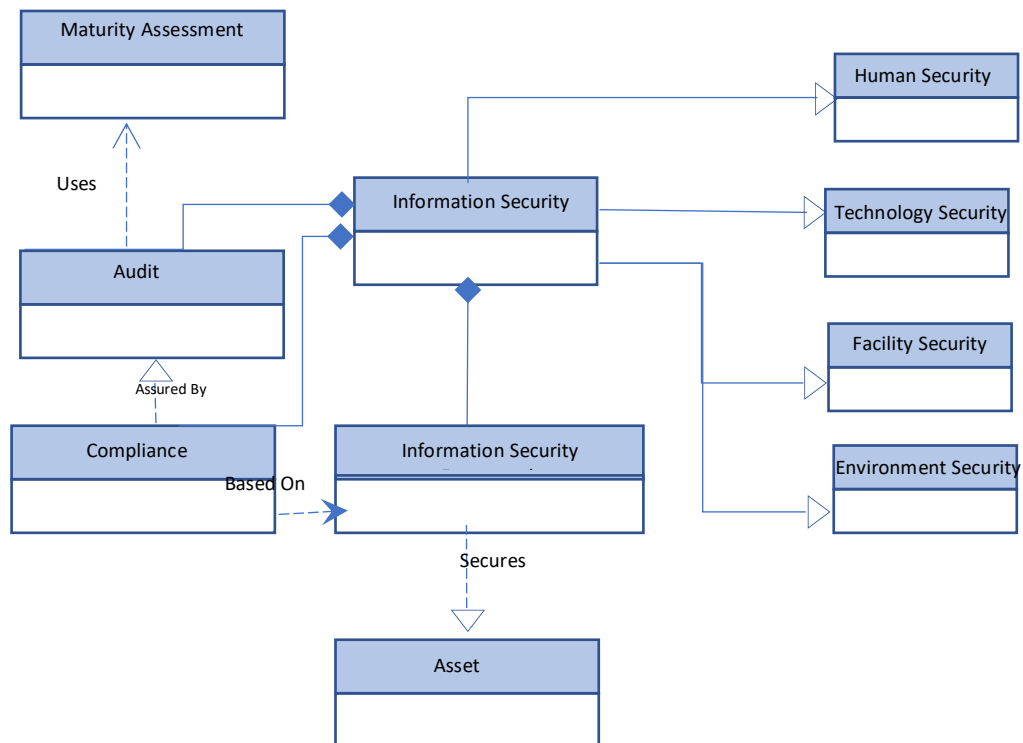 Maturity Assessment
Human Security
Uses
Information Security
Technology Security
Audit
Facility Security
Assured By
Compliance
Information Security
Environment Security
Based On
Secures
Asset